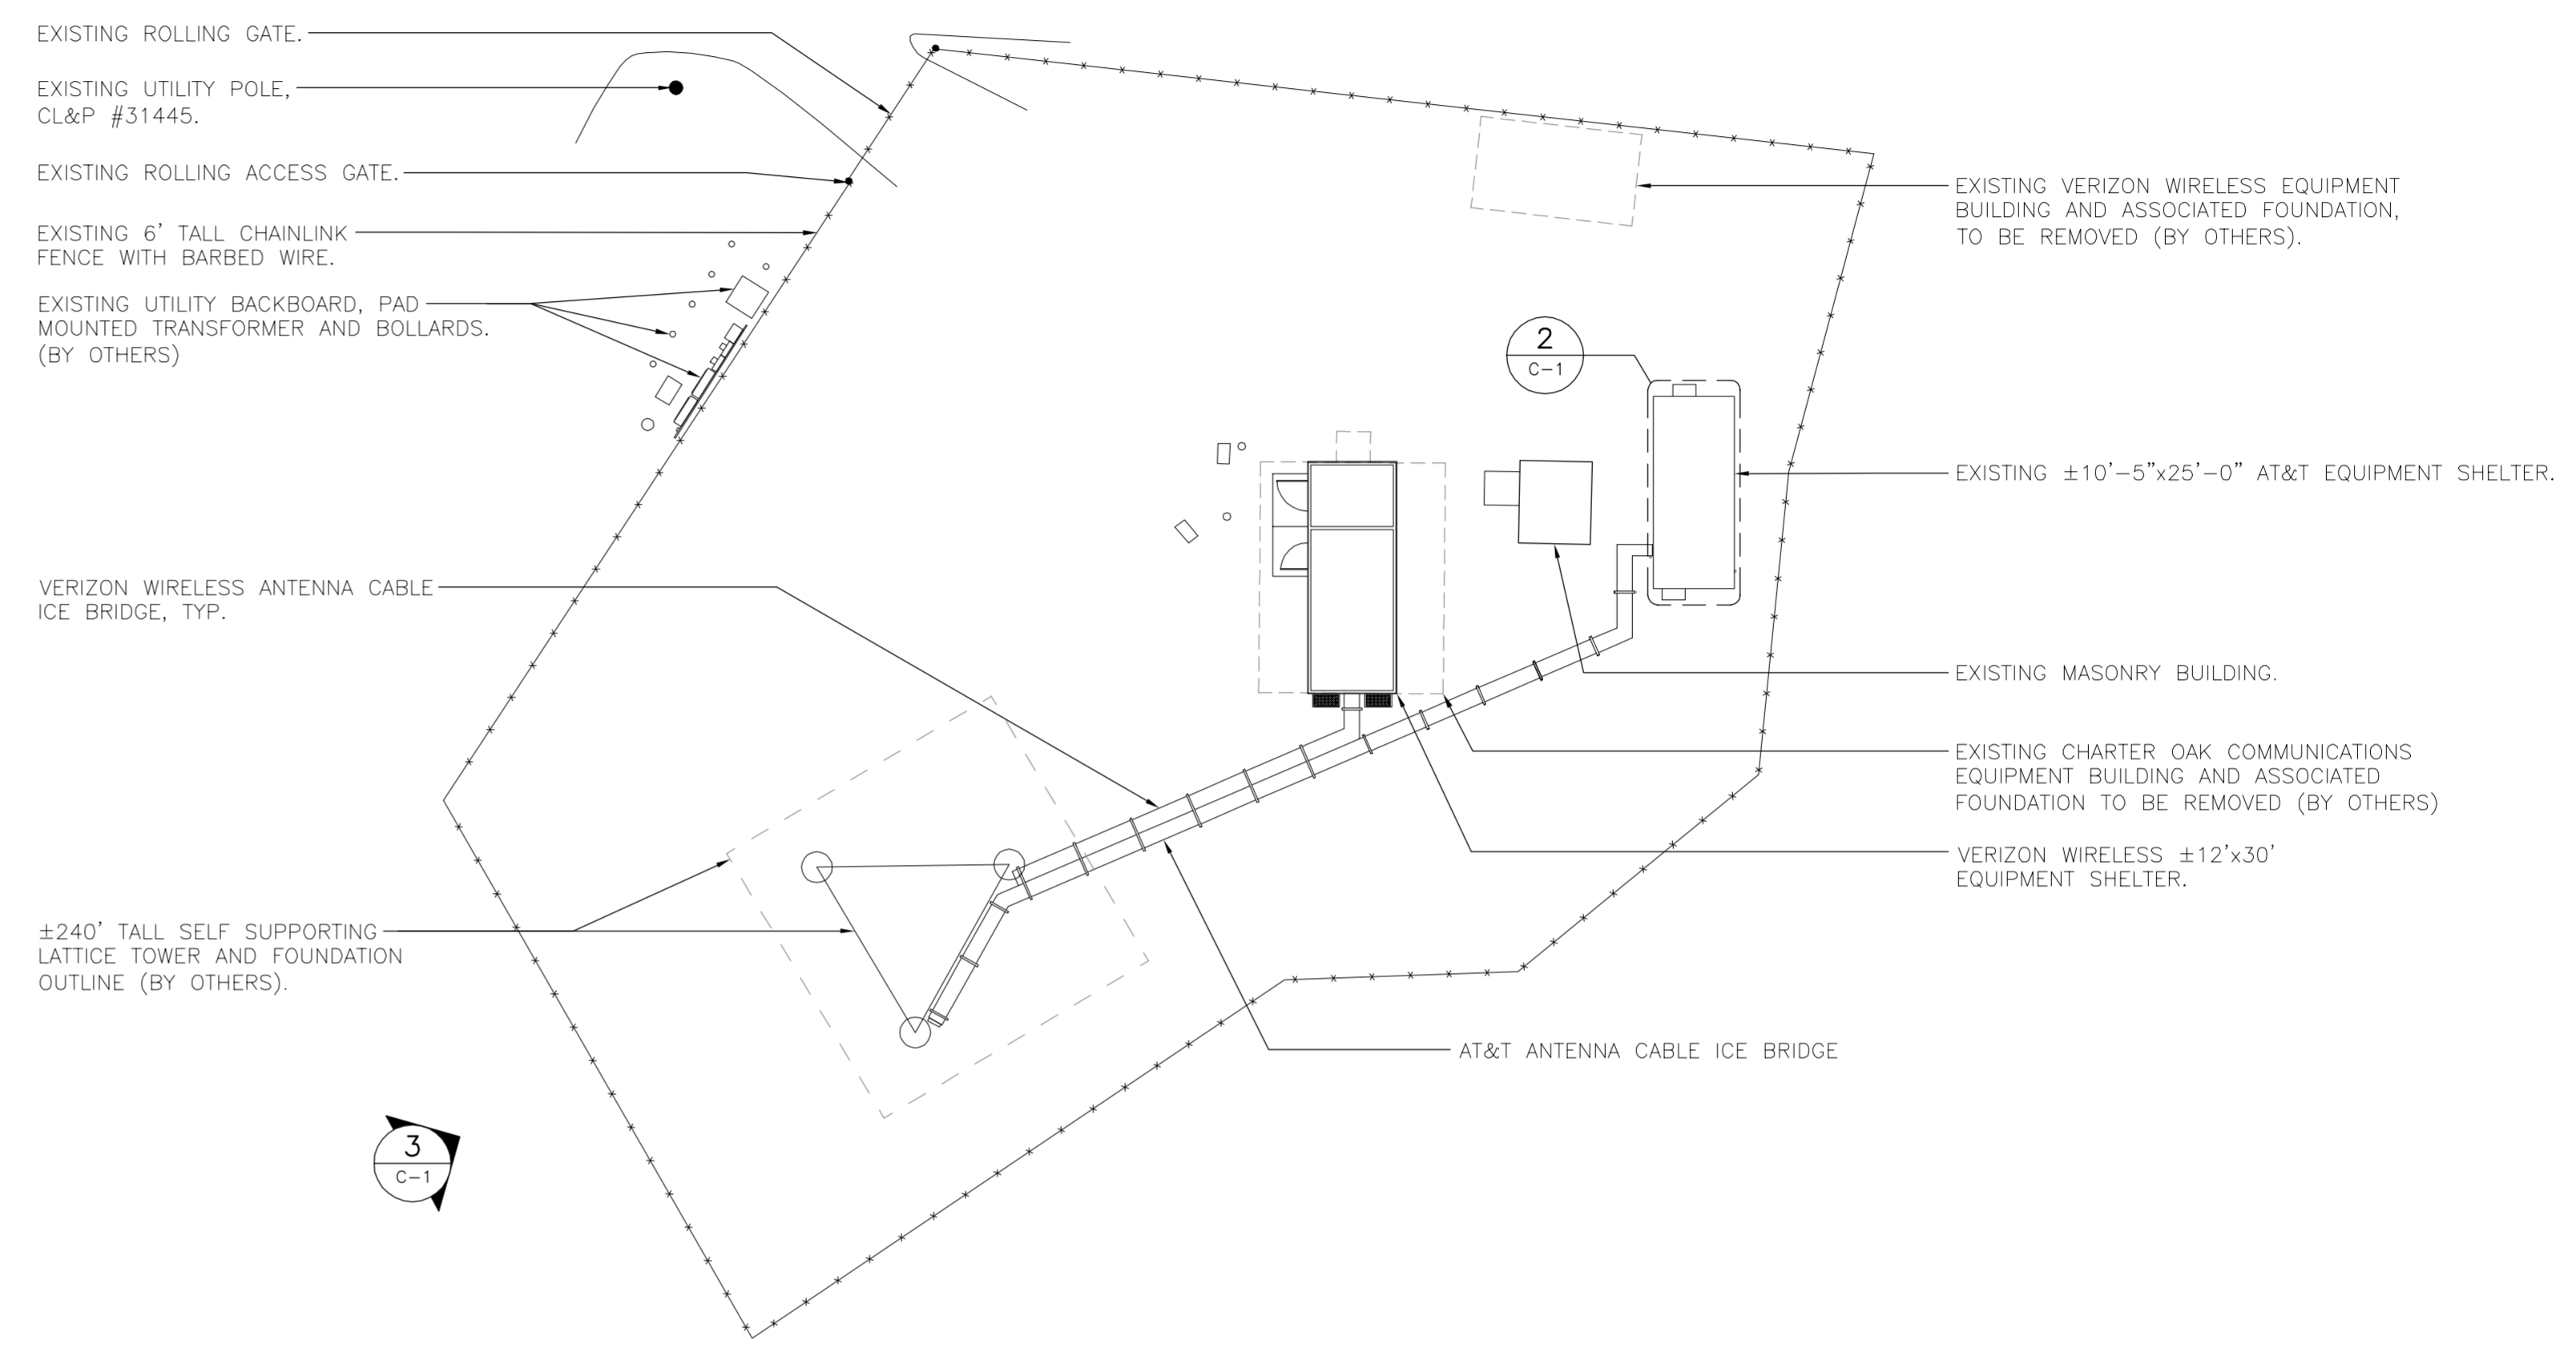 EXISTING ROLLING GATE.
EXISTING UTILITY POLE,
CL&P #31445.
EXISTING ROLLING ACCESS GATE.
EXISTING 6' TALL CHAINLINK
FENCE WITH BARBED WIRE.
EXISTING UTILITY BACKBOARD, PAD
MOUNTED TRANSFORMER AND BOLLARDS.
(BY OTHERS)
VERIZON WIRELESS ANTENNA CABLE
ICE BRIDGE, TYP.
±240' TALL SELF SUPPORTING
LATTICE TOWER AND FOUNDATION
OUTLINE (BY OTHERS).
3
C-1
2
C-1
EXISTING VERIZON WIRELESS EQUIPMENT
BUILDING AND ASSOCIATED FOUNDATION,
TO BE REMOVED (BY OTHERS).
EXISTING ±10'-5"x25'-0" AT&T EQUIPMENT SHELTER.
EXISTING MASONRY BUILDING.
EXISTING CHARTER OAK COMMUNICATIONS
EQUIPMENT BUILDING AND ASSOCIATED
FOUNDATION TO BE REMOVED (BY OTHERS)
VERIZON WIRELESS ±12'x30'
EQUIPMENT SHELTER.
AT&T ANTENNA CABLE ICE BRIDGE